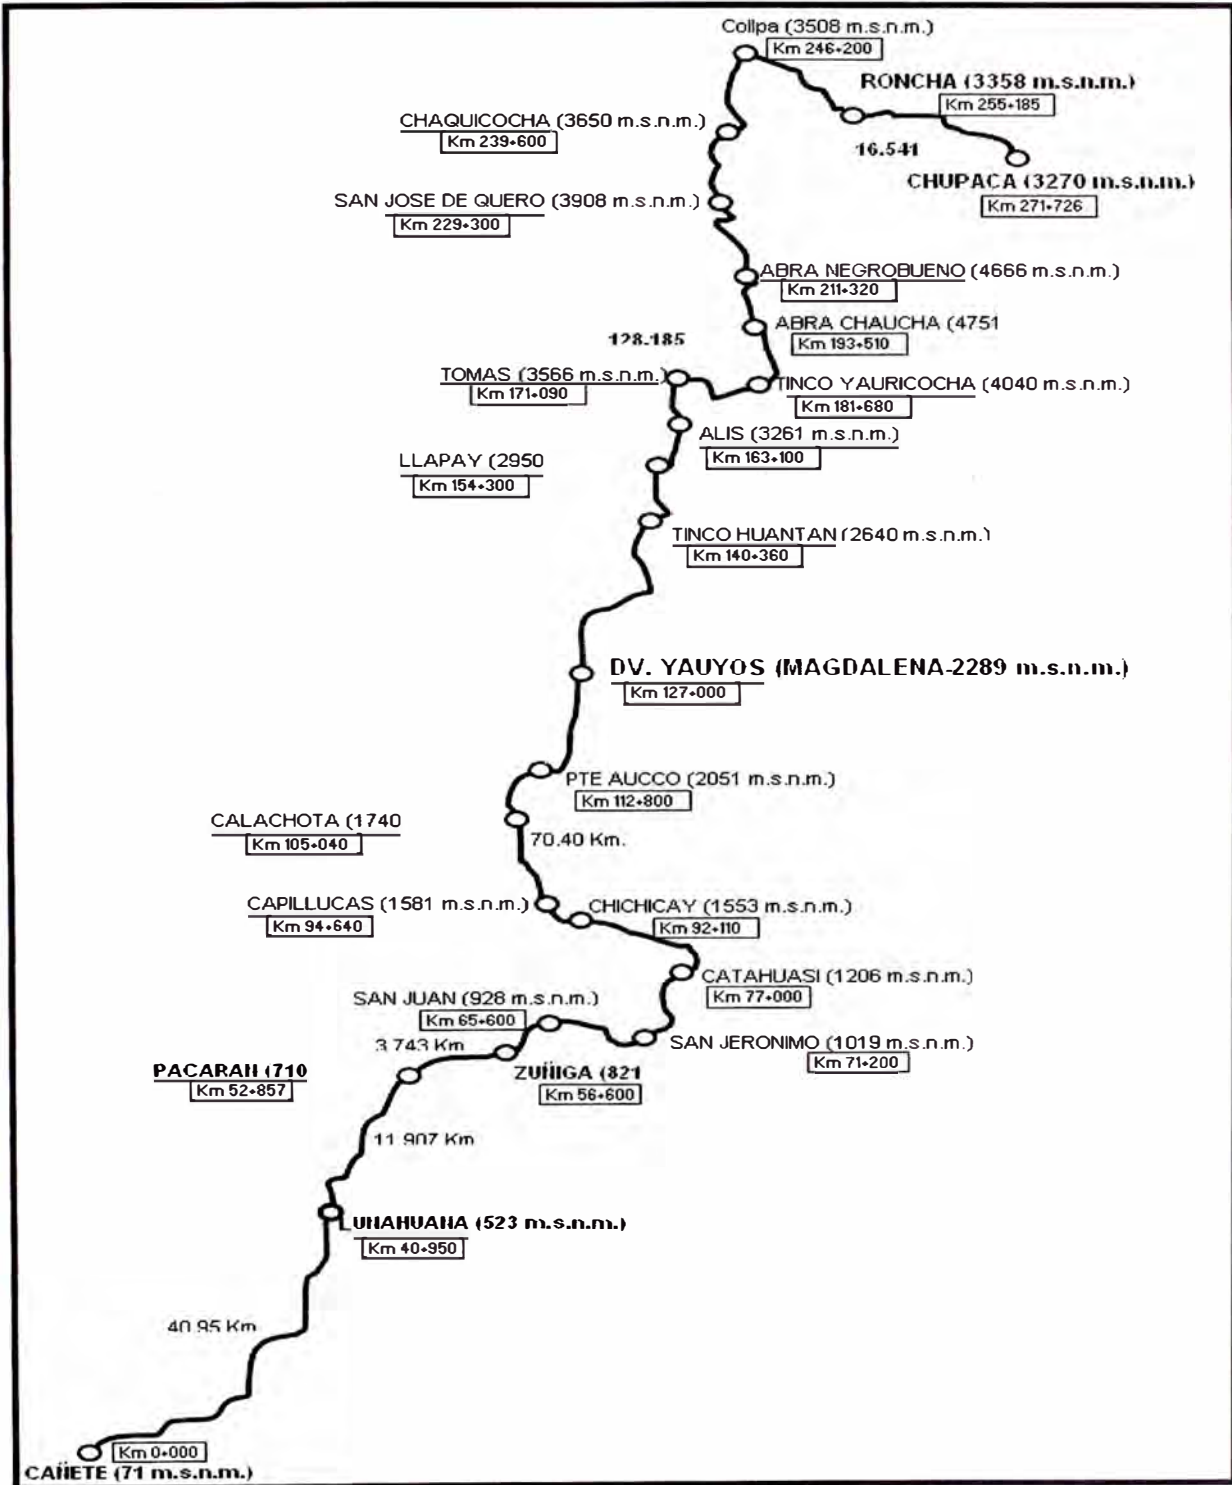 Collpa (3508 m.s.n.m.)
Km 246+200
RONCHA (3358 m.s.n.m.)
Km 255+185
CHAQUICOCHA (3650 m.s.n.m.)
Km 239+600
16.541
CHUPACA (3270 m.s.n.m.)
Km 271+726
SAN JOSE DE QUERO (3908 m.s.n.m.)
Km 229+300
ABRA NEGROBUENO (4666 m.s.n.m.)
Km 211+320
ABRA CHAUCHA (4751
Km 193+510
128.185
TOMAS (3566 m.s.n.m.)
Km 171+090
TINCO YAURICOCHA (4040 m.s.n.m.)
Km 181+680
ALIS (3261 m.s.n.m.)
Km 163+100
LLAPAY (2950
Km 154+300
TINCO HUANTAN (2640 m.s.n.m.)
Km 140+360
DV. YAUYOS (MAGDALENA-2289 m.s.n.m.)
Km 127+000
PTE AUCCO (2051 m.s.n.m.)
Km 112+800
CALACHOTA (1740
Km 105+040
70.40 Km.
CAPILLUCAS (1581 m.s.n.m.)
Km 94+640
CHICHICAY (1553 m.s.n.m.)
Km 92+110
CATAHUASI (1206 m.s.n.m.)
Km 77+000
SAN JUAN (928 m.s.n.m.)
Km 65+600
SAN JERONIMO (1019 m.s.n.m.)
Km 71+200
3.743 Km
ZUÑIGA (821
Km 56+600
PACARAN (710
Km 52+857
11.907 Km
LUNAHUANA (523 m.s.n.m.)
Km 40+950
40.95 Km
Km 0+000
CAÑETE (71 m.s.n.m.)